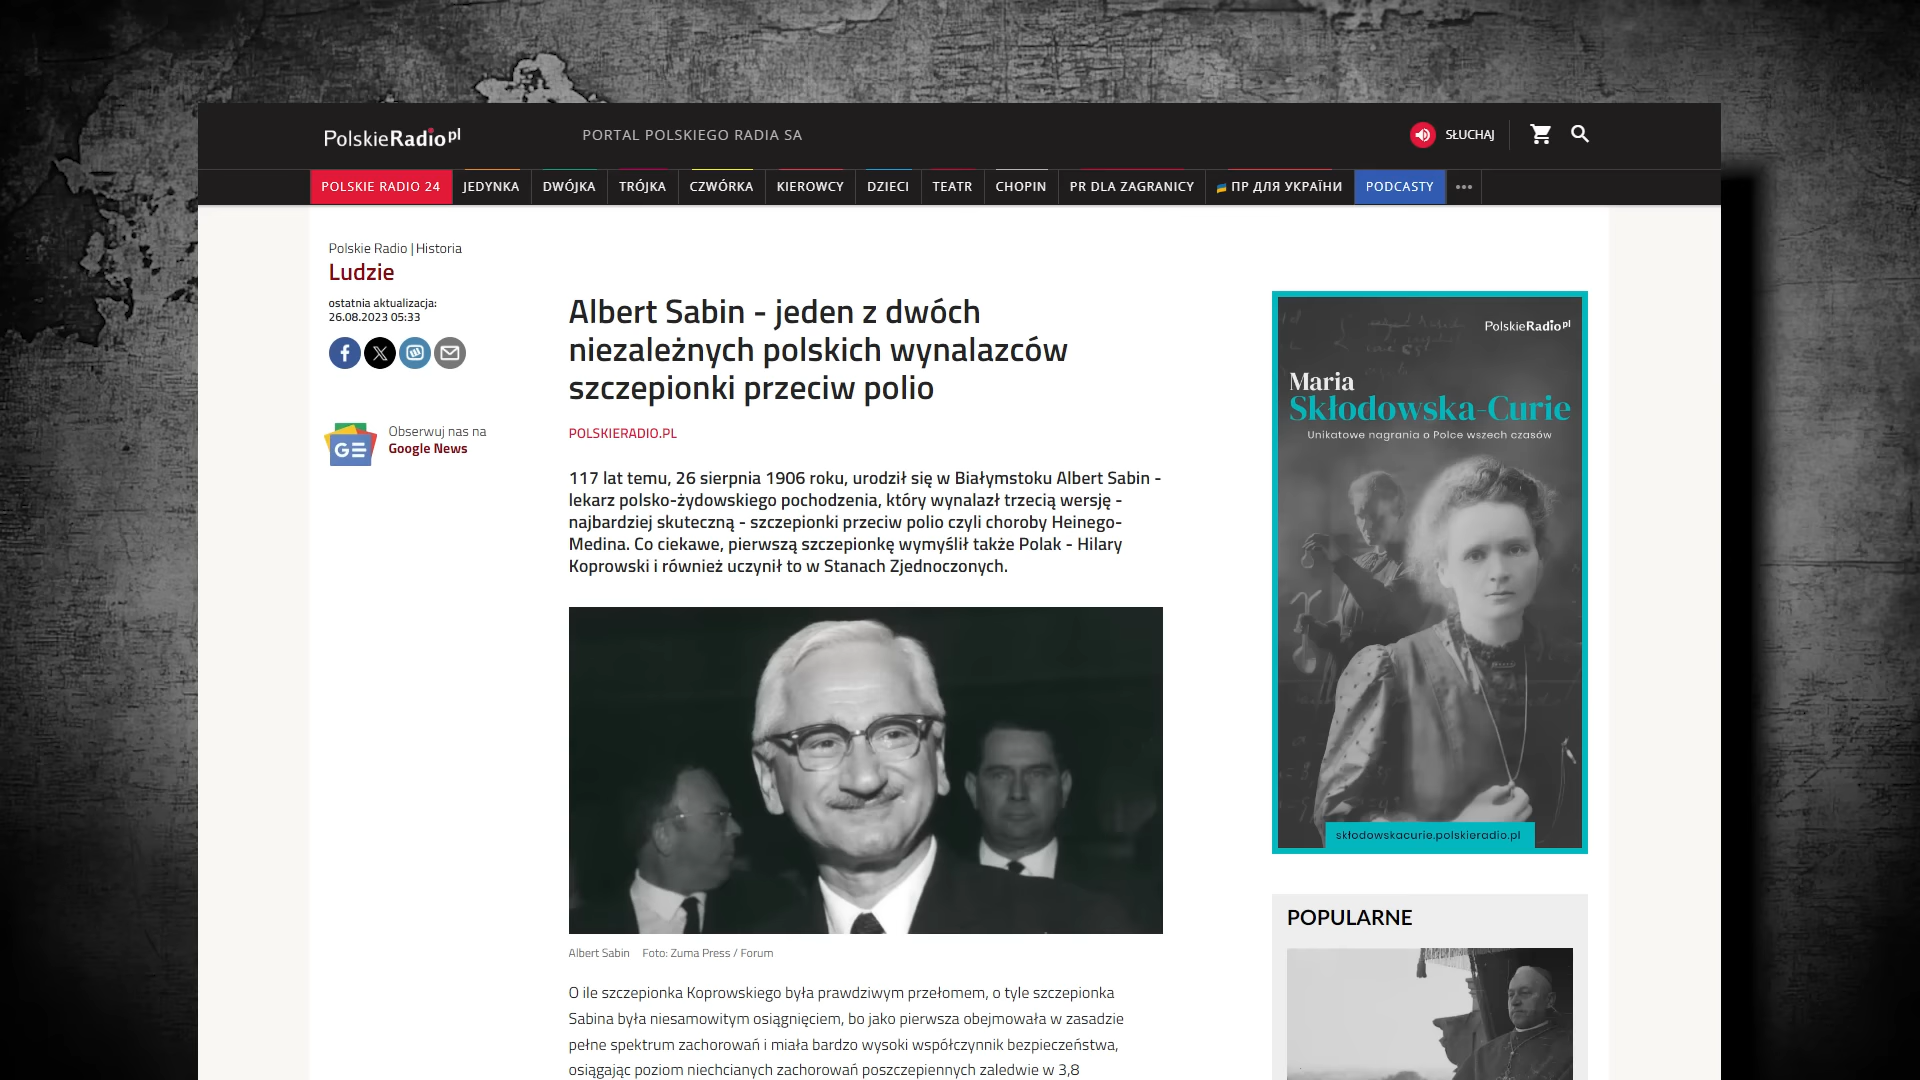 PolskieRadio.pl
PORTAL POLSKIEGO RADIA SA
SŁUCHAJ
POLSKIE RADIO 24
JEDYNKA
DWÓJKA
TRÓJKA
CZWÓRKA
KIEROWCY
DZIECI
TEATR
CHOPIN
PR DLA ZAGRANICY
ПР ДЛЯ УКРАЇНИ
PODCASTY
Polskie Radio | Historia
Ludzie
ostatnia aktualizacja:
26.08.2023 05:33
Obserwuj nas na
Google News
Albert Sabin - jeden z dwóch
niezależnych polskich wynalazców
szczepionki przeciw polio
POLSKIERADIO.PL
117 lat temu, 26 sierpnia 1906 roku, urodził się w Białymstoku Albert Sabin -
lekarz polsko-żydowskiego pochodzenia, który wynalazł trzecią wersję -
najbardziej skuteczną - szczepionki przeciw polio czyli choroby Heinego-
Medina. Co ciekawe, pierwszą szczepionkę wymyślił także Polak - Hilary
Koprowski i również uczynił to w Stanach Zjednoczonych.
Albert Sabin Foto: Zuma Press / Forum
O ile szczepionka Koprowskiego była prawdziwym przełomem, o tyle szczepionka
Sabina była niesamowitym osiągnięciem, bo jako pierwsza obejmowała w zasadzie
pełne spektrum zachorowań i miała bardzo wysoki współczynnik bezpieczeństwa,
osiągając poziom niechcianych zachorowań poszczepiennych zaledwie w 3,8
PolskieRadio.pl
Maria
Skłodowska-Curie
Unikatowe nagrania o Polce wszech czasów
skłodowskacurie.polskieradio.pl
POPULARNE